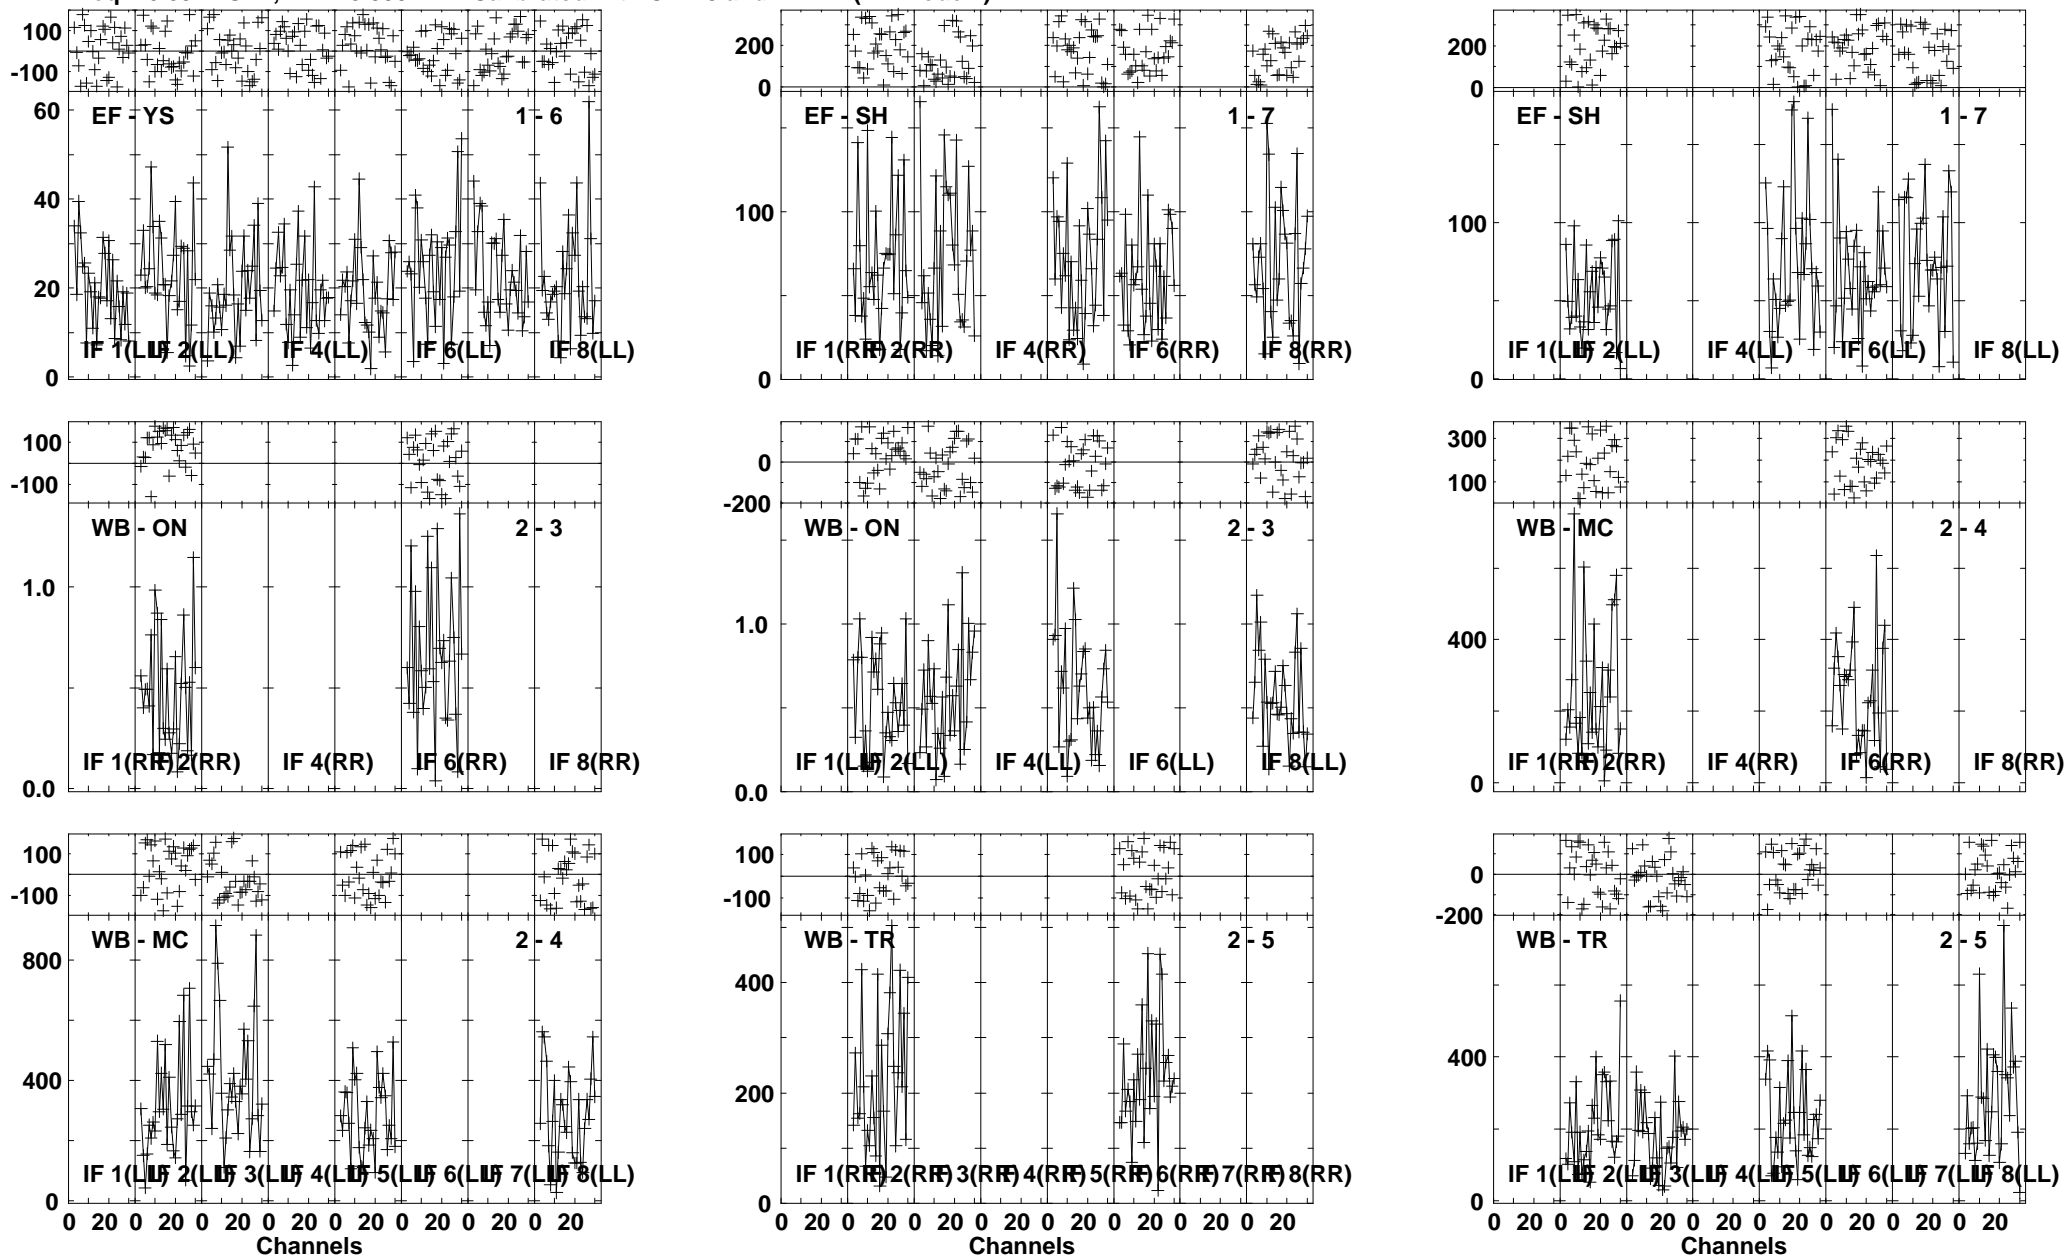 100
-100
60
40
20
0
EF - YS
1 - 6
IF 1(LL) IF 2(LL) IF 4(LL) IF 6(LL) IF 8(LL)
200
0
100
0
EF - SH
1 - 7
IF 1(RR) IF 2(RR) IF 4(RR) IF 6(RR) IF 8(RR)
200
0
100
0
EF - SH
1 - 7
IF 1(LL) IF 2(LL) IF 4(LL) IF 6(LL) IF 8(LL)
100
-100
1.0
0.0
WB - ON
2 - 3
IF 1(RR) IF 2(RR) IF 4(RR) IF 6(RR) IF 8(RR)
0
-200
1.0
0.0
WB - ON
2 - 3
IF 1(LL) IF 2(LL) IF 4(LL) IF 6(LL) IF 8(LL)
300
100
400
0
WB - MC
2 - 4
IF 1(RR) IF 2(RR) IF 4(RR) IF 6(RR) IF 8(RR)
100
-100
800
400
0
WB - MC
2 - 4
IF 1(LL) IF 2(LL) IF 3(LL) IF 4(LL) IF 5(LL) IF 6(LL) IF 7(LL) IF 8(LL)
0 20 0 20 0 20 0 20 0 20 0 20 0 20 0 20
Channels
100
-100
400
200
0
WB - TR
2 - 5
IF 1(RR) IF 2(RR) IF 3(RR) IF 4(RR) IF 5(RR) IF 6(RR) IF 7(RR) IF 8(RR)
0 20 0 20 0 20 0 20 0 20 0 20 0 20 0 20
Channels
0
-200
400
0
WB - TR
2 - 5
IF 1(LL) IF 2(LL) IF 3(LL) IF 4(LL) IF 5(LL) IF 6(LL) IF 7(LL) IF 8(LL)
0 20 0 20 0 20 0 20 0 20 0 20 0 20 0 20
Channels